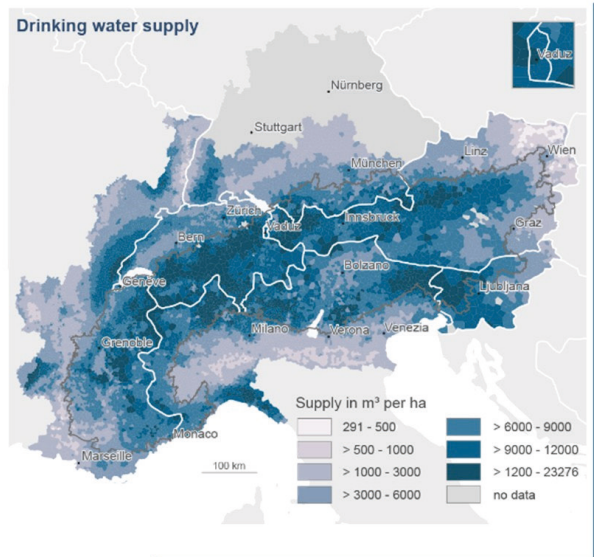 Drinking water supply
Vaduz
Nürnberg
Stuttgart
München
Linz
Wien
Zürich
Vaduz
Innsbruck
Graz
Bern
Bolzano
Genève
Ljubljana
Milano
Verona
Venezia
Grenoble
Monaco
Marseille
100 km
Supply in m³ per ha
291 - 500
> 500 - 1000
> 1000 - 3000
> 3000 - 6000
> 6000 - 9000
> 9000 - 12000
> 1200 - 23276
no data